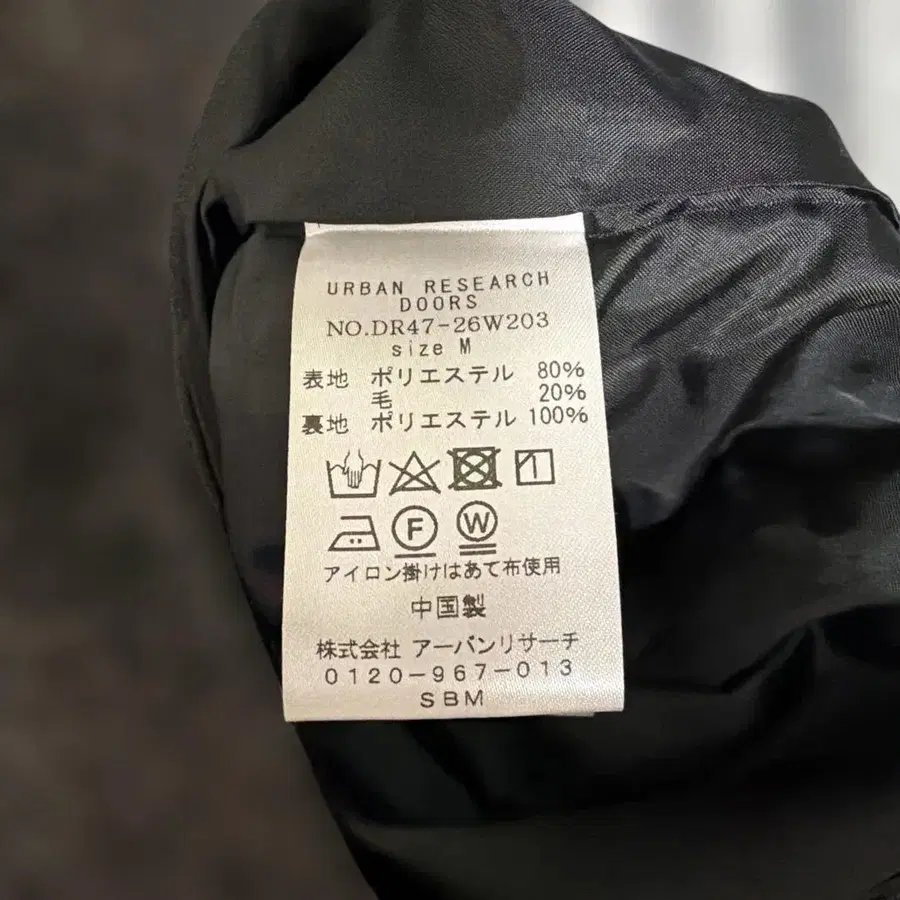 URBAN RESEARCH
DOORS
NO.DR47-26W203
size M
表地 ポリエステル 80%
毛 20%
裏地 ポリエステル 100%
F W
アイロン掛けはあて布使用
中国製
株式会社 アーバンリサーチ
0120-967-013
SBM